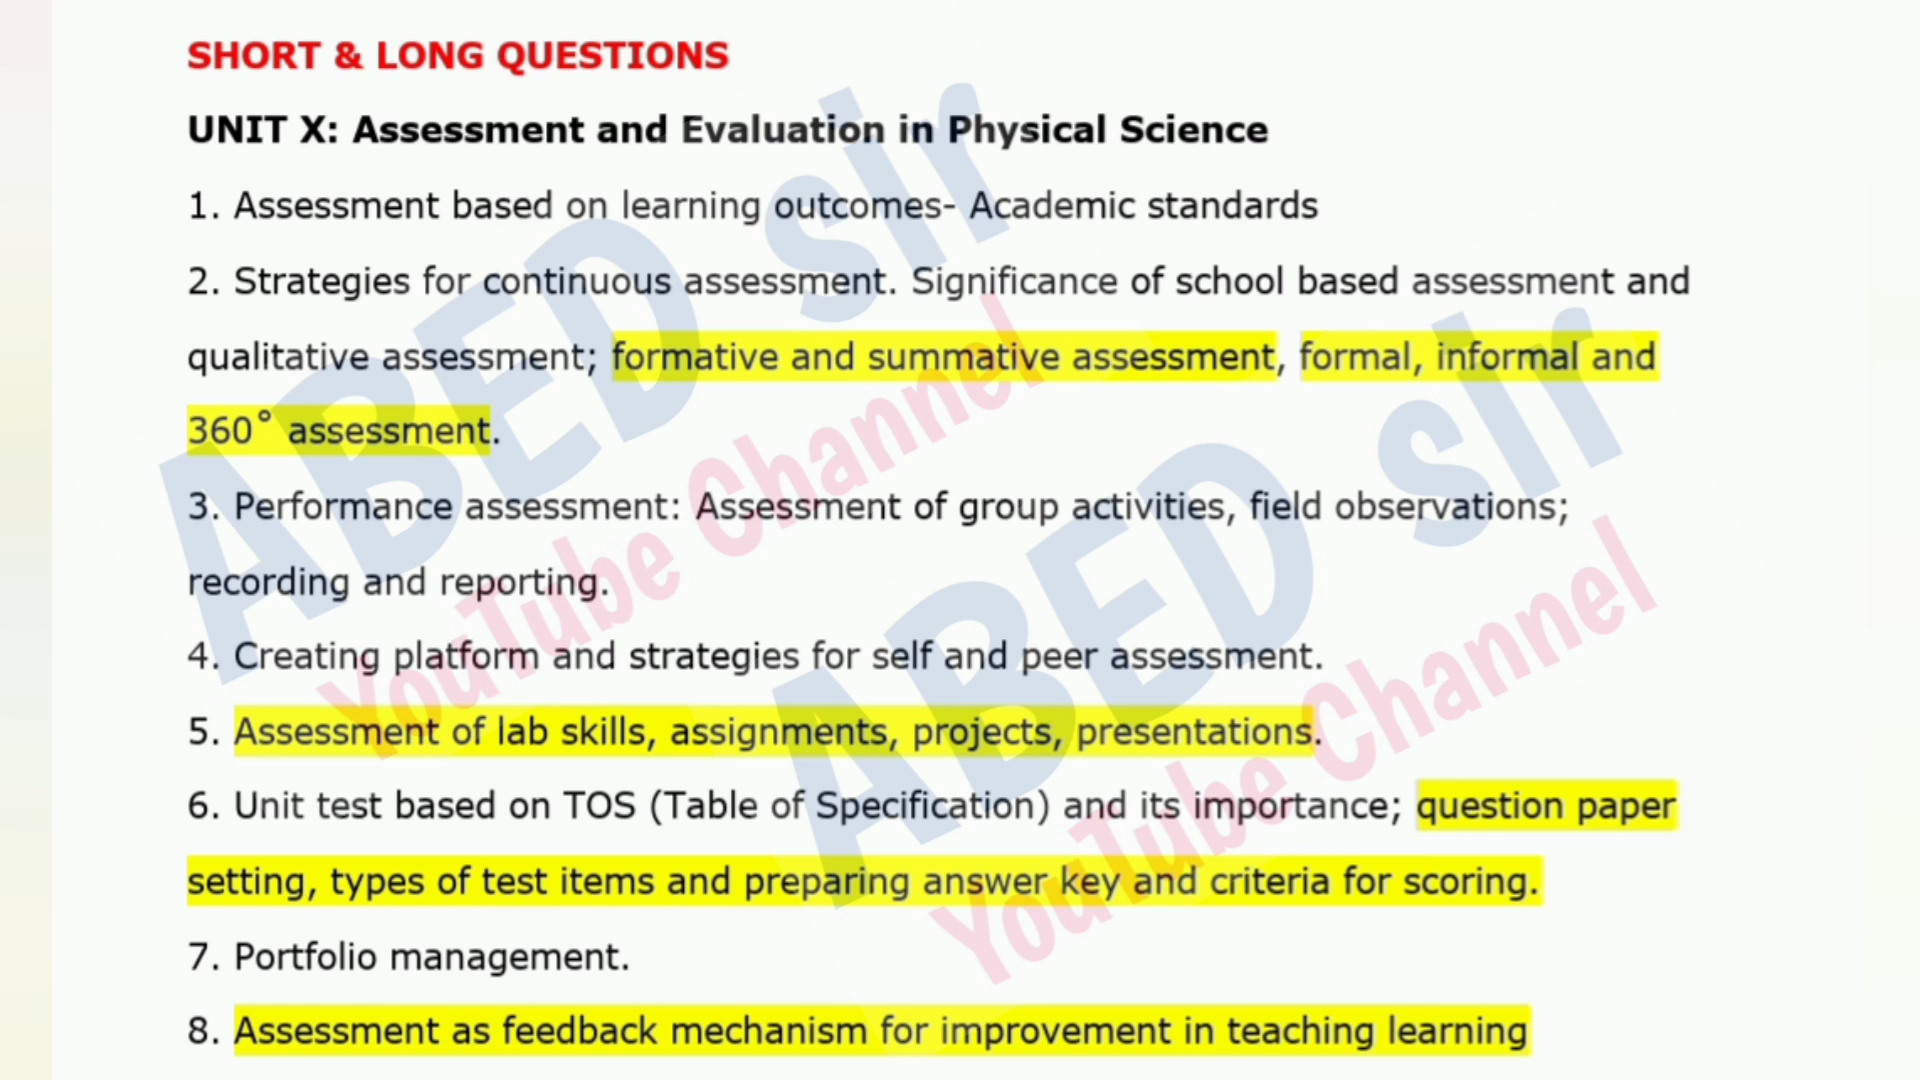 SHORT & LONG QUESTIONS
UNIT X: Assessment and Evaluation in Physical Science
1. Assessment based on learning outcomes- Academic standards
2. Strategies for continuous assessment. Significance of school based assessment and
qualitative assessment; formative and summative assessment, formal, informal and
360˚ assessment.
3. Performance assessment: Assessment of group activities, field observations;
recording and reporting.
4. Creating platform and strategies for self and peer assessment.
5. Assessment of lab skills, assignments, projects, presentations.
6. Unit test based on TOS (Table of Specification) and its importance; question paper
setting, types of test items and preparing answer key and criteria for scoring.
7. Portfolio management.
8. Assessment as feedback mechanism for improvement in teaching learning
ABED sir
YouTube Channel
ABED sir
YouTube Channel